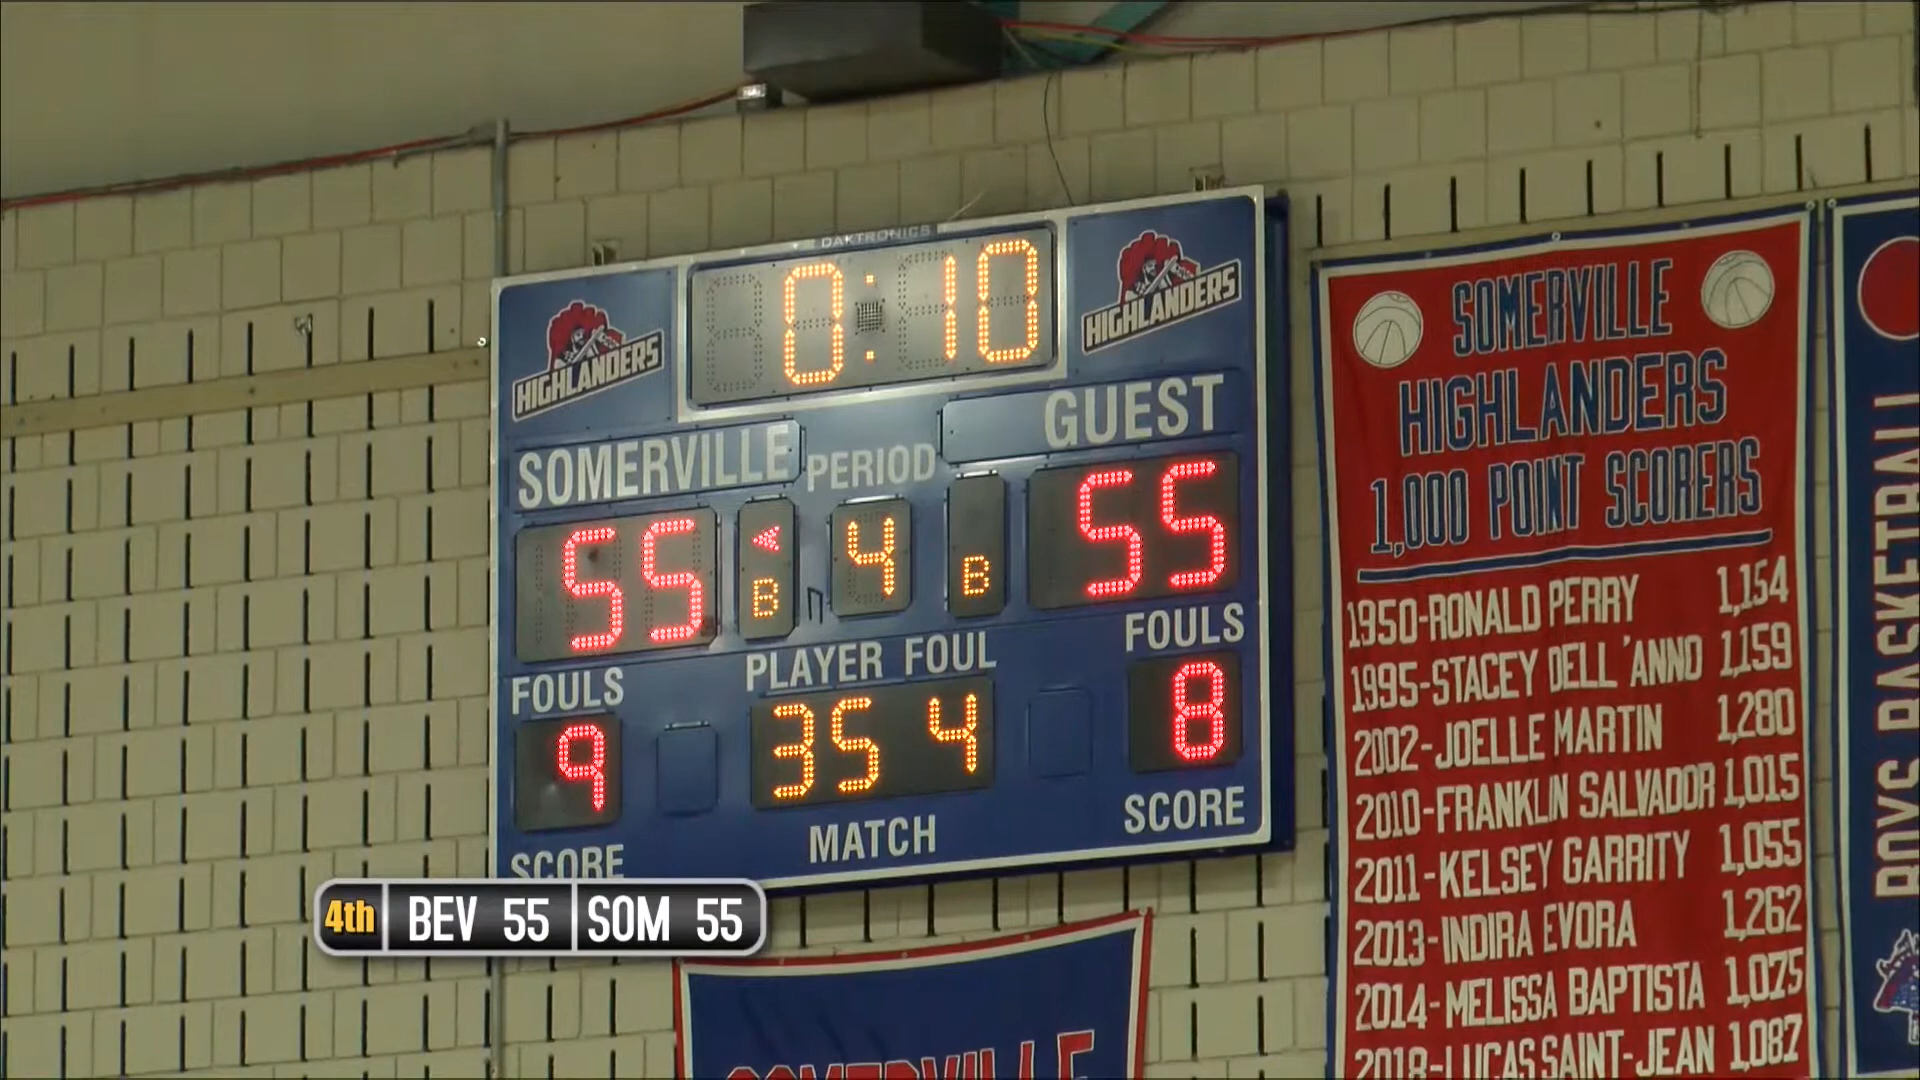 DAKTRONICS
0:10
HIGHLANDERS
HIGHLANDERS
SOMERVILLE
PERIOD
GUEST
55
B
4
B
55
FOULS
PLAYER FOUL
FOULS
9
35 4
8
SCORE
MATCH
SCORE
4th BEV 55 SOM 55
SOMERVILLE
SOMERVILLE
HIGHLANDERS
1,000 POINT SCORERS
1950-RONALD PERRY 1,154
1995-STACEY DELL'ANNO 1,159
2002-JOELLE MARTIN 1,280
2010-FRANKLIN SALVADOR 1,015
2011-KELSEY GARRITY 1,055
2013-INDIRA EVORA 1,262
2014-MELISSA BAPTISTA 1,075
2018-LUCAS SAINT-JEAN 1,087
BOYS BASKETBALL